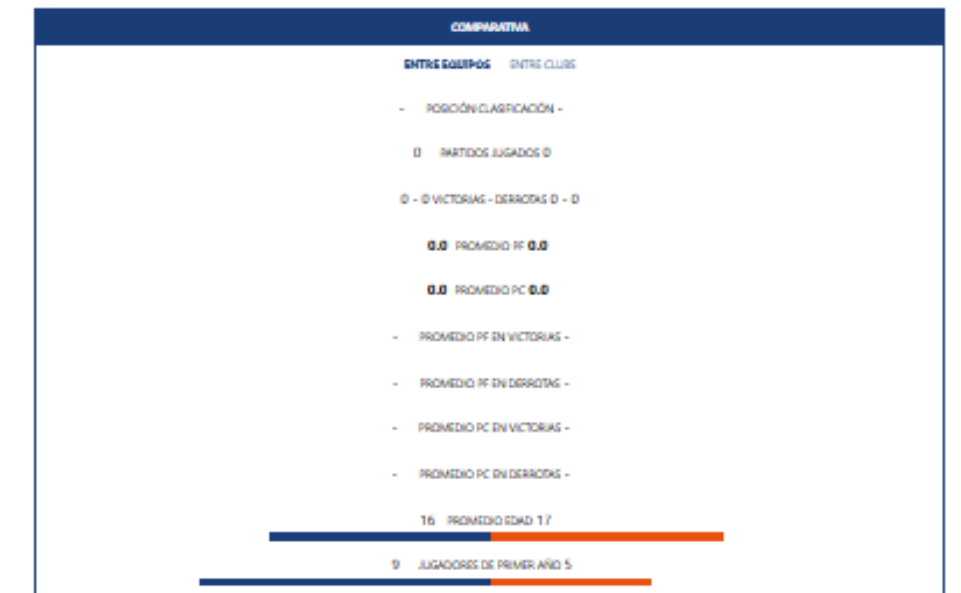 COMPARATIVA
ENTRE EQUIPOS ENTRE CLUBS
- POSICIÓN CLASIFICACIÓN -
0 PARTIDOS JUGADOS 0
0 - 0 VICTORIAS - DERROTAS 0 - 0
0.0 PROMEDIO PF 0.0
0.0 PROMEDIO PC 0.0
- PROMEDIO PF EN VICTORIAS -
- PROMEDIO PF EN DERROTAS -
- PROMEDIO PC EN VICTORIAS -
- PROMEDIO PC EN DERROTAS -
16 PROMEDIO EDAD 17
9 JUGADORES DE PRIMER AÑO 5